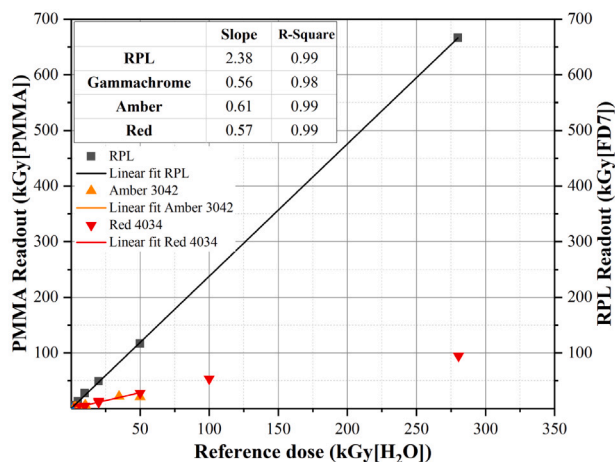 Slope R-Square
RPL 2.38 0.99
Gammachrome 0.56 0.98
Amber 0.61 0.99
Red 0.57 0.99
RPL
Linear fit RPL
Amber 3042
Linear fit Amber 3042
Red 4034
Linear fit Red 4034
PMMA Readout (kGy[PMMA])
700
600
500
400
300
200
100
RPL Readout (kGy[FD7])
700
600
500
400
300
200
100
50 100 150 200 250 300 350
Reference dose (kGy[H₂O])